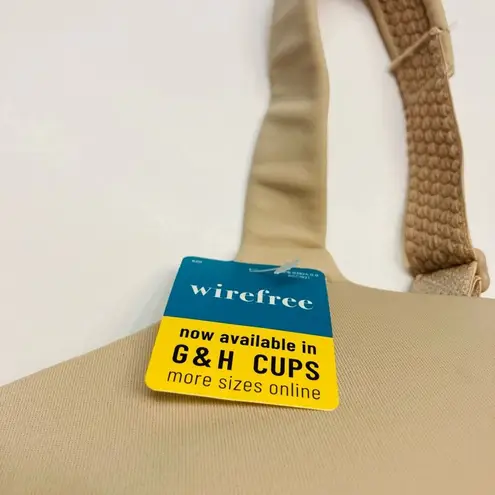 wirefree
now available in
G & H CUPS
more sizes online